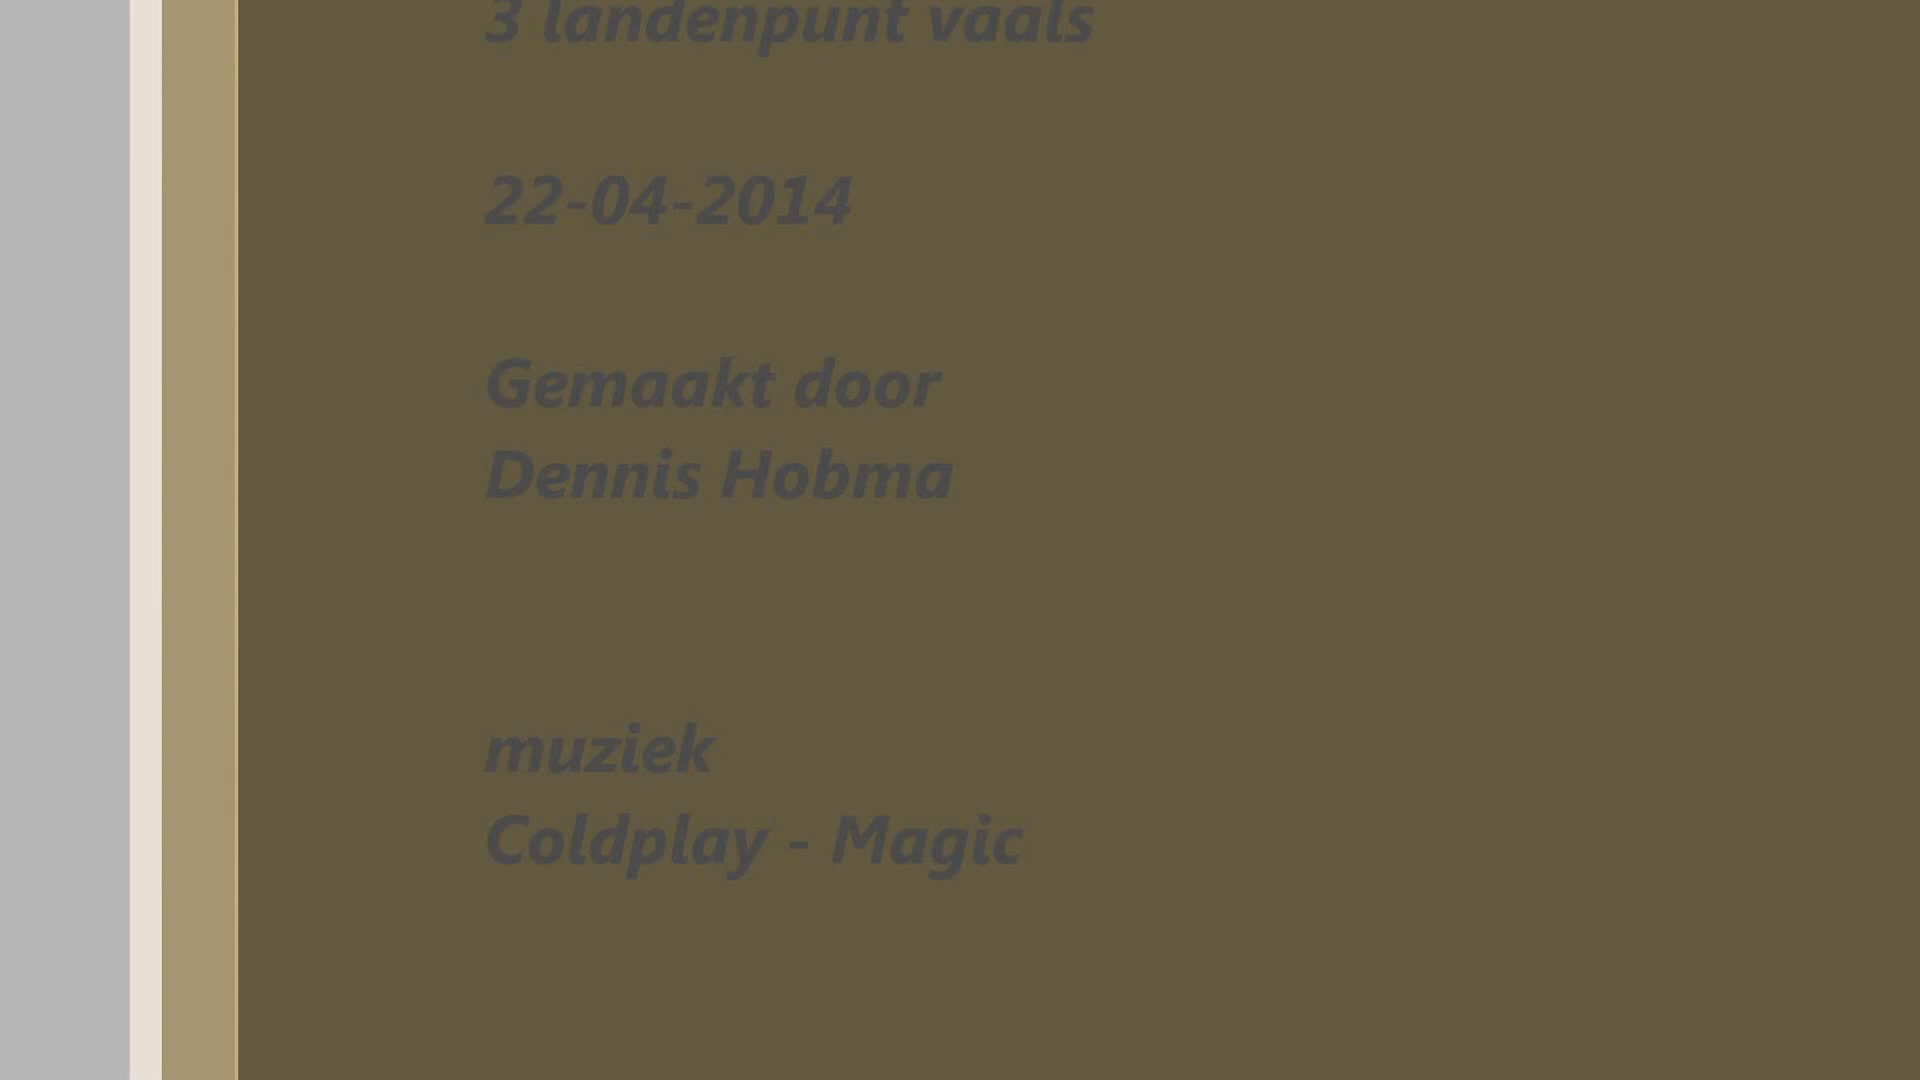 3 landenpunt vaals
22-04-2014
Gemaakt door
Dennis Hobma
muziek
Coldplay - Magic